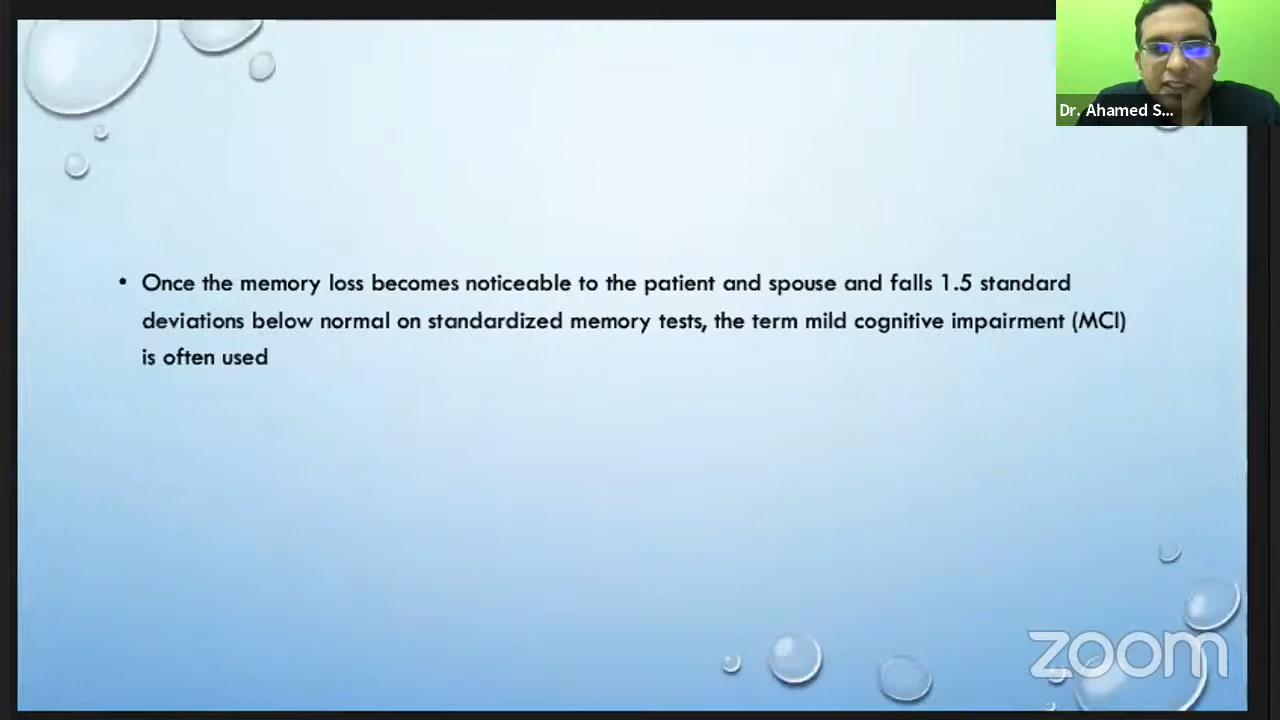 Dr. Ahamed S...
• Once the memory loss becomes noticeable to the patient and spouse and falls 1.5 standard
deviations below normal on standardized memory tests, the term mild cognitive impairment (MCI)
is often used
zoom